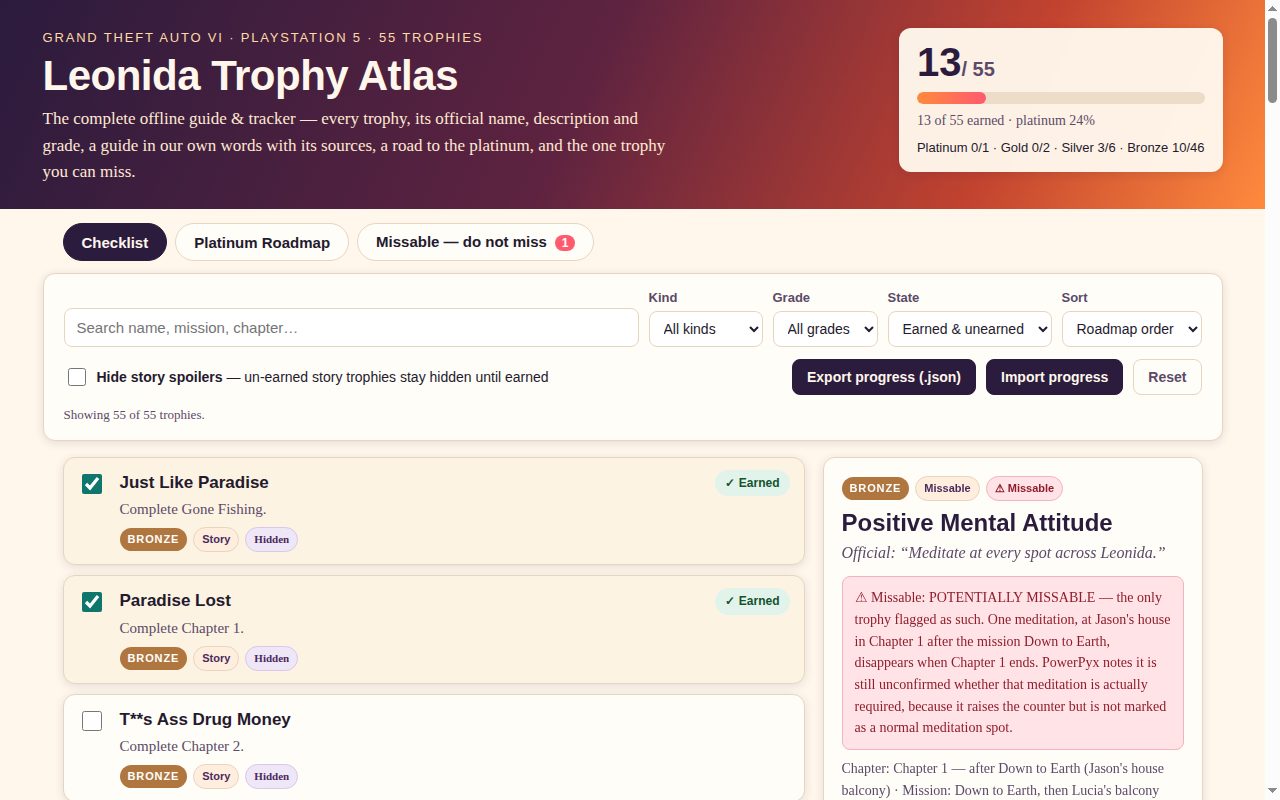 GRAND THEFT AUTO VI · PLAYSTATION 5 · 55 TROPHIES
Leonida Trophy Atlas
The complete offline guide & tracker — every trophy, its official name, description and
grade, a guide in our own words with its sources, a road to the platinum, and the one trophy
you can miss.
13/ 55
13 of 55 earned · platinum 24%
Platinum 0/1 · Gold 0/2 · Silver 3/6 · Bronze 10/46
Checklist
Platinum Roadmap
Missable — do not miss 1
Kind
Grade
State
Sort
Search name, mission, chapter…
All kinds
All grades
Earned & unearned
Roadmap order
Hide story spoilers — un-earned story trophies stay hidden until earned
Export progress (.json)
Import progress
Reset
Showing 55 of 55 trophies.
Just Like Paradise
✓ Earned
Complete Gone Fishing.
BRONZE Story Hidden
Paradise Lost
✓ Earned
Complete Chapter 1.
BRONZE Story Hidden
T**s Ass Drug Money
Complete Chapter 2.
BRONZE Story Hidden
BRONZE Missable ⚠ Missable
Positive Mental Attitude
Official: “Meditate at every spot across Leonida.”
⚠ Missable: POTENTIALLY MISSABLE — the only
trophy flagged as such. One meditation, at Jason's house
in Chapter 1 after the mission Down to Earth,
disappears when Chapter 1 ends. PowerPyx notes it is
still unconfirmed whether that meditation is actually
required, because it raises the counter but is not marked
as a normal meditation spot.
Chapter: Chapter 1 — after Down to Earth (Jason's house
balcony) · Mission: Down to Earth, then Lucia's balcony